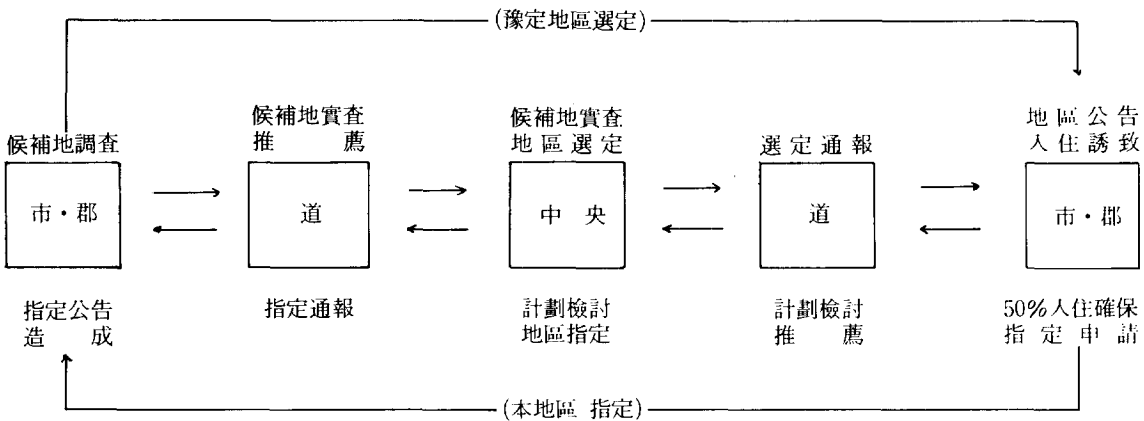 (豫定地區選定)
候補地調査
候補地實査
推薦
候補地實査
地區選定
選定通報
地區公告
入住誘致
市·郡
道
中央
道
市·郡
指定公告
造成
指定通報
計劃檢討
地區指定
計劃檢討
推薦
50%入住確保
指定申請
(本地區 指定)